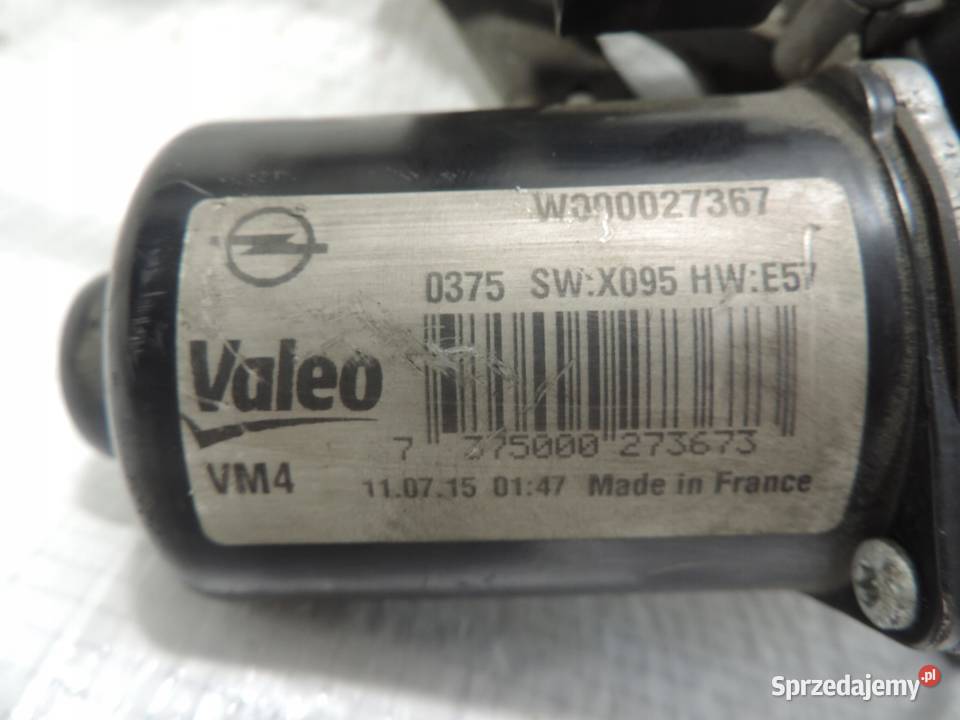 W000027367
0375 SW:X095 HW:E57
Valeo
7 375000 273673
VM4
11.07.15 01:47 Made in France
Sprzedajemy.pl